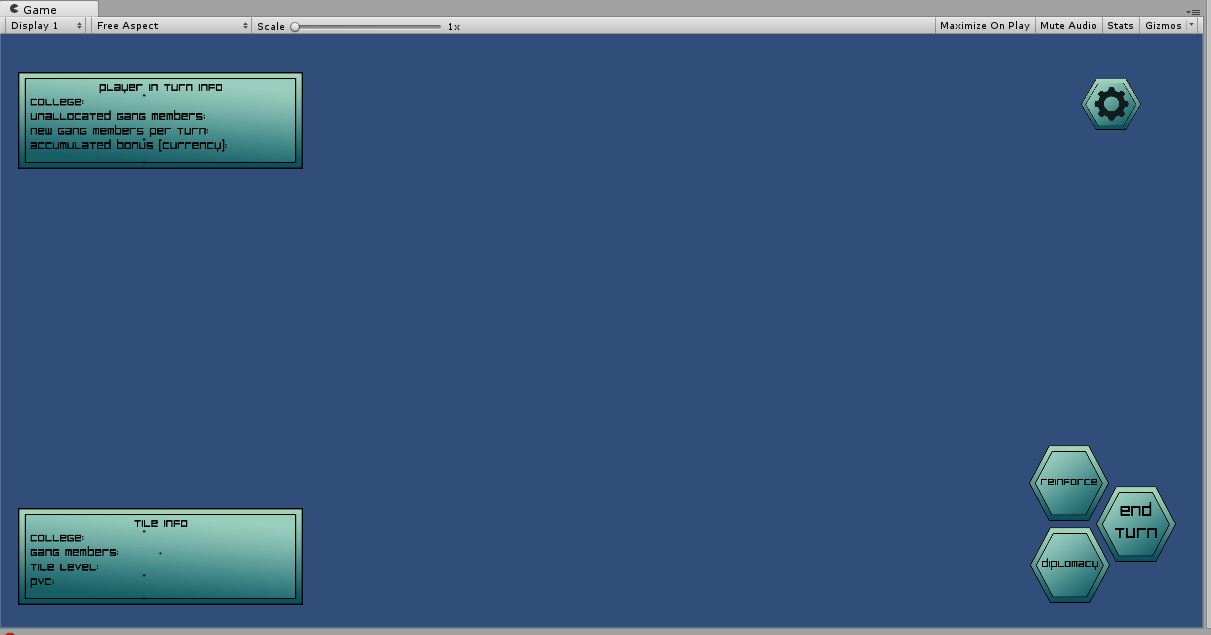 Game
Display 1 Free Aspect Scale 1x Maximize On Play Mute Audio Stats Gizmos
player in turn info
college:
unallocated gang members:
new gang members per turn:
accumulated bonus [currency]:
reinforce
end
turn
diplomacy
tile info
college:
gang members:
tile level:
pvc: